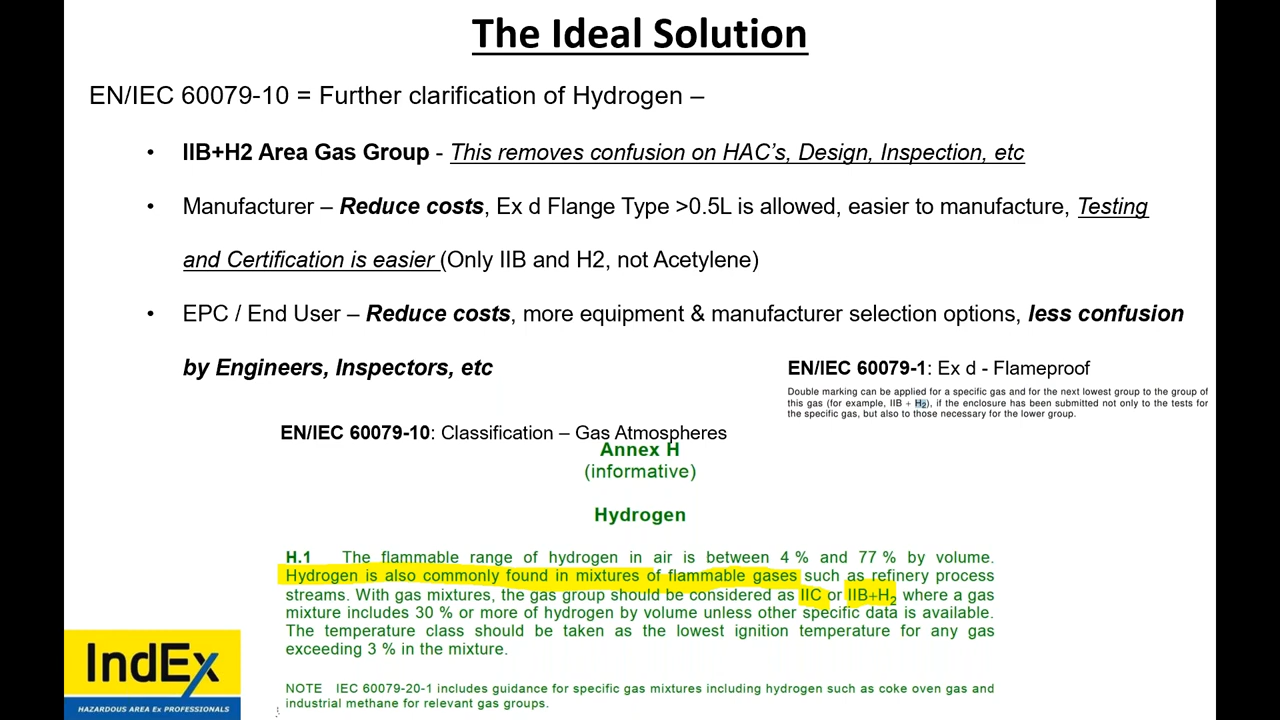 The Ideal Solution
EN/IEC 60079-10 = Further clarification of Hydrogen –
• IIB+H2 Area Gas Group - This removes confusion on HAC’s, Design, Inspection, etc
• Manufacturer – Reduce costs, Ex d Flange Type >0.5L is allowed, easier to manufacture, Testing
and Certification is easier (Only IIB and H2, not Acetylene)
• EPC / End User – Reduce costs, more equipment & manufacturer selection options, less confusion
by Engineers, Inspectors, etc
EN/IEC 60079-1: Ex d - Flameproof
Double marking can be applied for a specific gas and for the next lowest group to the group of
this gas (for example, IIB + H2), if the enclosure has been submitted not only to the tests for
the specific gas, but also to those necessary for the lower group.
EN/IEC 60079-10: Classification – Gas Atmospheres
Annex H
(informative)
Hydrogen
H.1 The flammable range of hydrogen in air is between 4 % and 77 % by volume.
Hydrogen is also commonly found in mixtures of flammable gases such as refinery process
streams. With gas mixtures, the gas group should be considered as IIC or IIB+H2 where a gas
mixture includes 30 % or more of hydrogen by volume unless other specific data is available.
The temperature class should be taken as the lowest ignition temperature for any gas
exceeding 3 % in the mixture.
NOTE IEC 60079-20-1 includes guidance for specific gas mixtures including hydrogen such as coke oven gas and
industrial methane for relevant gas groups.
IndEx
HAZARDOUS AREA Ex PROFESSIONALS